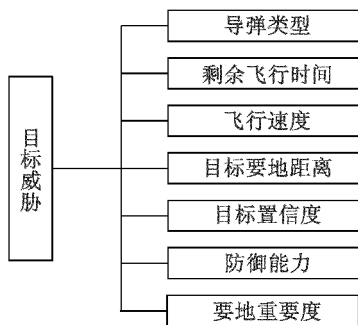 目标威胁
导弹类型
剩余飞行时间
飞行速度
目标要地距离
目标置信度
防御能力
要地重要度